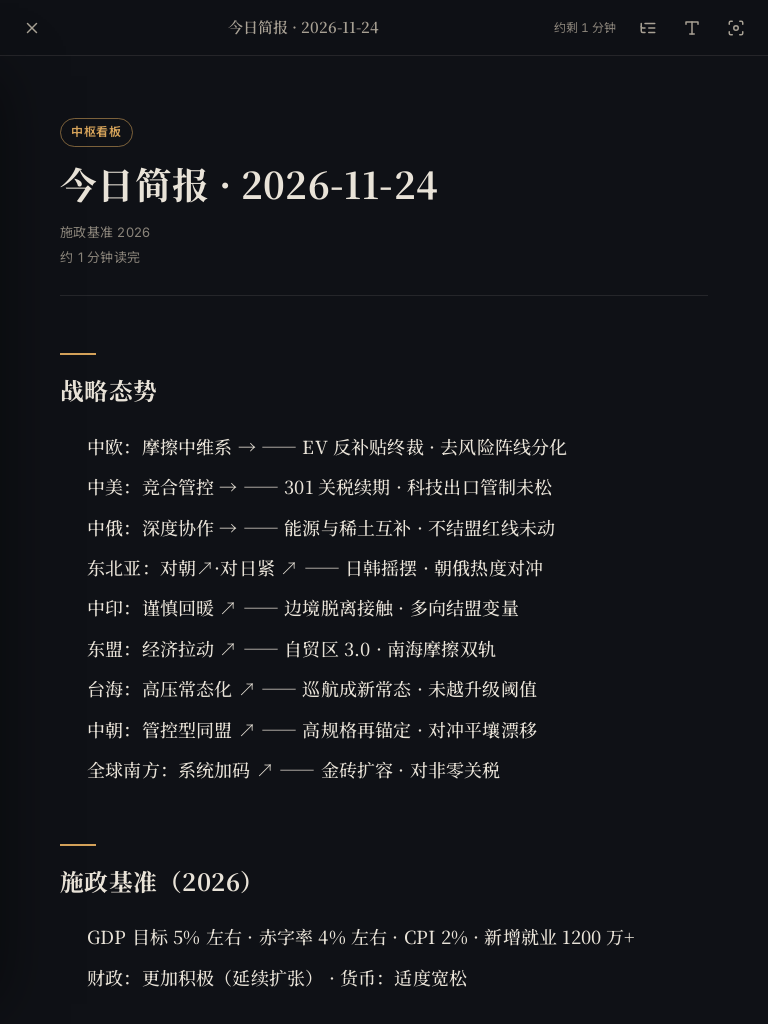 今日简报 · 2026-11-24
约剩 1 分钟
中枢看板
今日简报 · 2026-11-24
施政基准 2026
约 1 分钟读完
战略态势
中欧：摩擦中维系 → —— EV 反补贴终裁 · 去风险阵线分化
中美：竞合管控 → —— 301 关税续期 · 科技出口管制未松
中俄：深度协作 → —— 能源与稀土互补 · 不结盟红线未动
东北亚：对朝↗·对日紧 ↗ —— 日韩摇摆 · 朝俄热度对冲
中印：谨慎回暖 ↗ —— 边境脱离接触 · 多向结盟变量
东盟：经济拉动 ↗ —— 自贸区 3.0 · 南海摩擦双轨
台海：高压常态化 ↗ —— 巡航成新常态 · 未越升级阈值
中朝：管控型同盟 ↗ —— 高规格再锚定 · 对冲平壤漂移
全球南方：系统加码 ↗ —— 金砖扩容 · 对非零关税
施政基准（2026）
GDP 目标 5% 左右 · 赤字率 4% 左右 · CPI 2% · 新增就业 1200 万+
财政：更加积极（延续扩张） · 货币：适度宽松